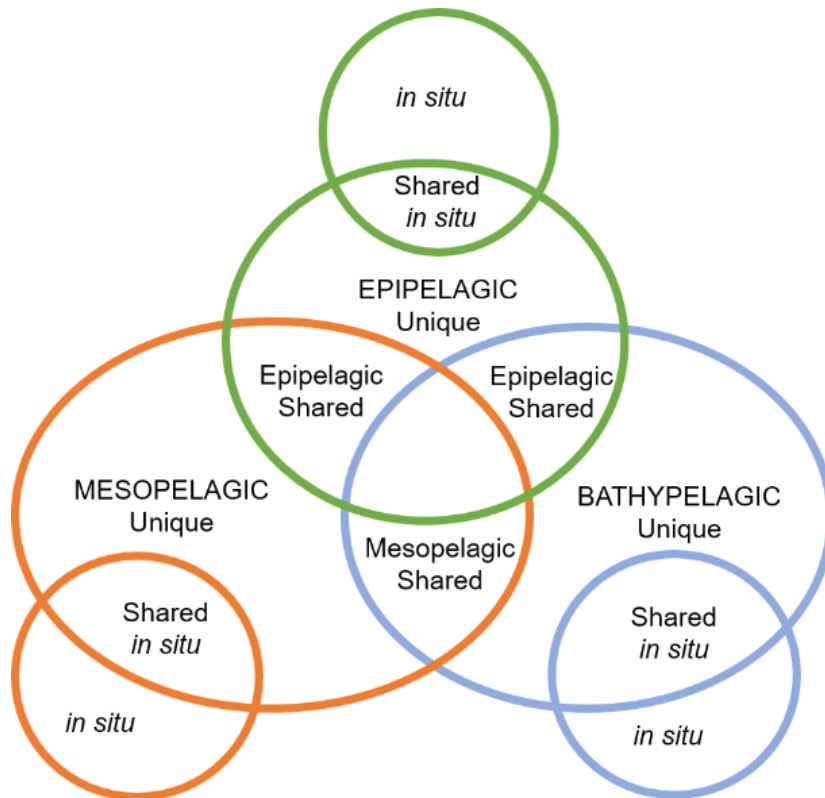 in situ
Shared
in situ
EPIPELAGIC
Unique
Epipelagic
Shared
Epipelagic
Shared
MESOPELAGIC
Unique
BATHYPELAGIC
Unique
Mesopelagic
Shared
Shared
in situ
in situ
Shared
in situ
in situ